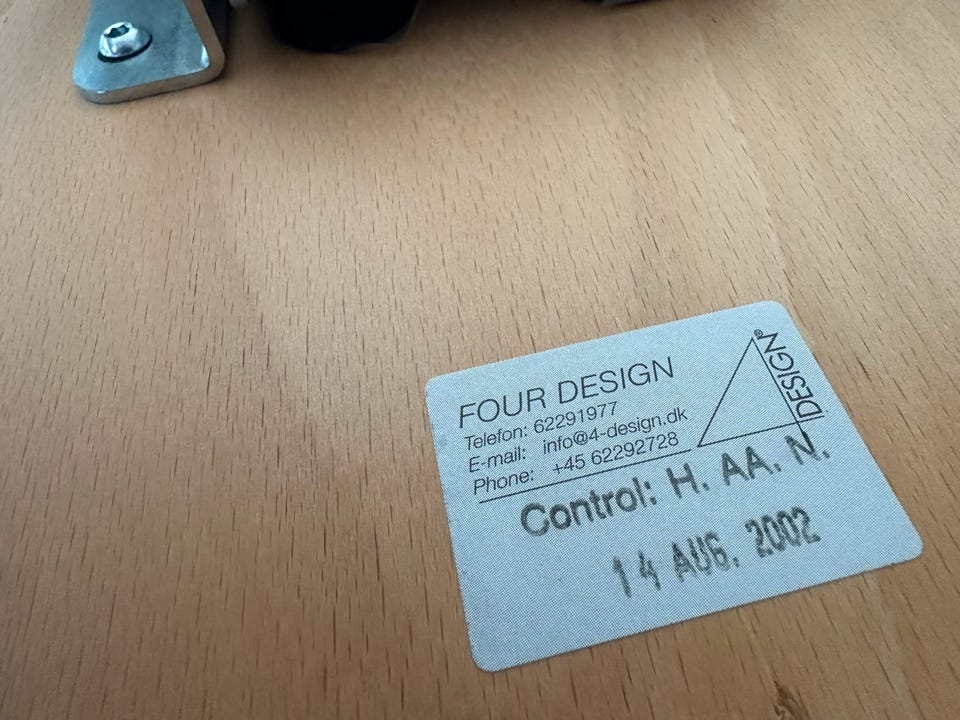 FOUR DESIGN
Telefon: 62291977
E-mail: info@4-design.dk
Phone: +45 62292728
DESIGN®
Control: H. AA. N.
14 AUG. 2002